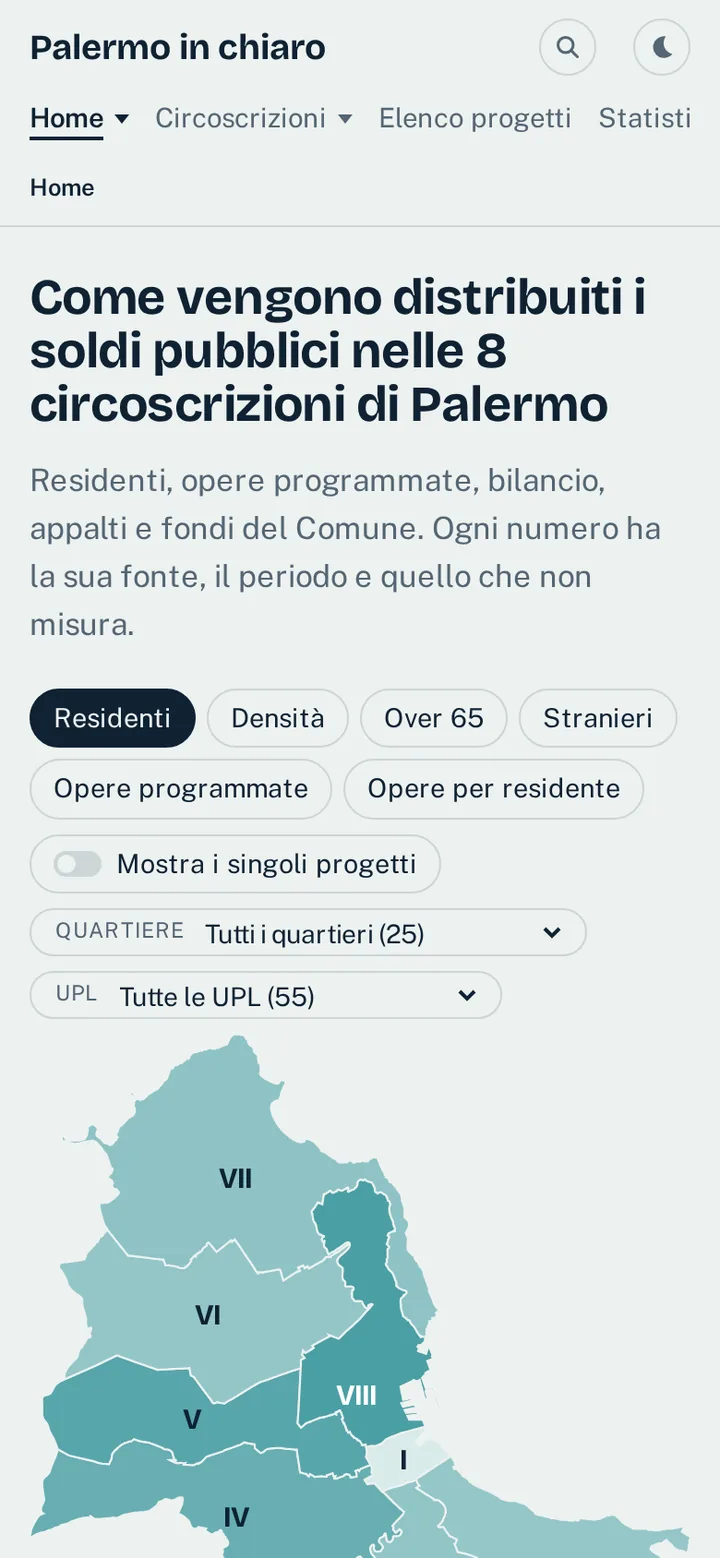 Palermo in chiaro
Home Circoscrizioni Elenco progetti Statisti
Home
Come vengono distribuiti i
soldi pubblici nelle 8
circoscrizioni di Palermo
Residenti, opere programmate, bilancio,
appalti e fondi del Comune. Ogni numero ha
la sua fonte, il periodo e quello che non
misura.
Residenti Densità Over 65 Stranieri
Opere programmate Opere per residente
Mostra i singoli progetti
QUARTIERE Tutti i quartieri (25)
UPL Tutte le UPL (55)
VII
VI
VIII
V
I
IV